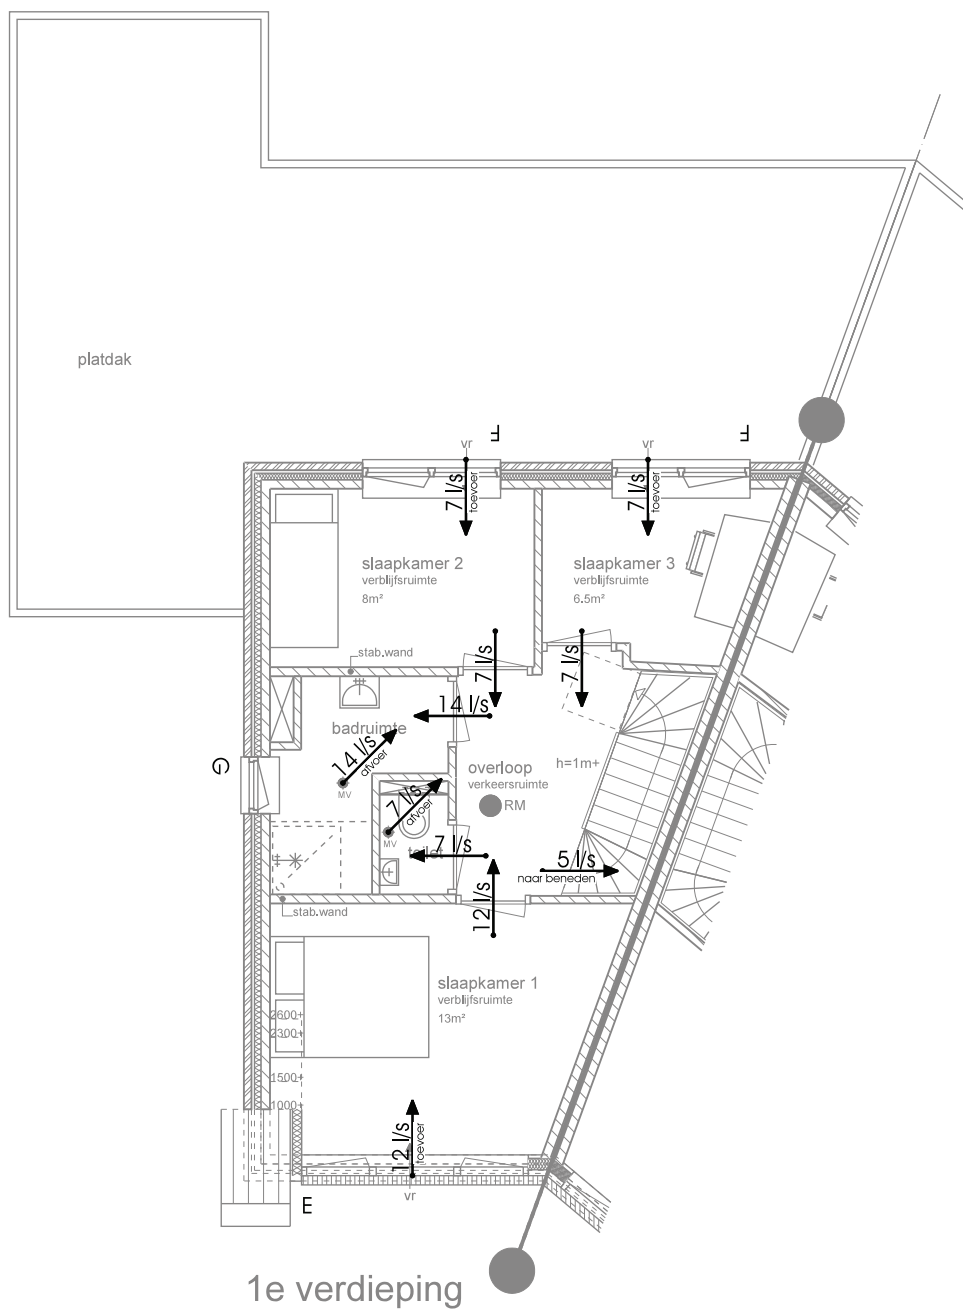 platdak
vr
F
vr
F
7 l/s
toevoer
7 l/s
toevoer
slaapkamer 2
verblijfsruimte
8m²
slaapkamer 3
verblijfsruimte
6.5m²
stab.wand
7 l/s
7 l/s
14 l/s
badruimte
14 l/s
afvoer
MV
G
overloop
verkeersruimte
RM
h=1m+
7 l/s
afvoer
MV
toilet
7 l/s
5 l/s
naar beneden
12 l/s
stab.wand
slaapkamer 1
verblijfsruimte
13m²
2600+
2300+
1500+
1000+
12 l/s
toevoer
vr
E
1e verdieping